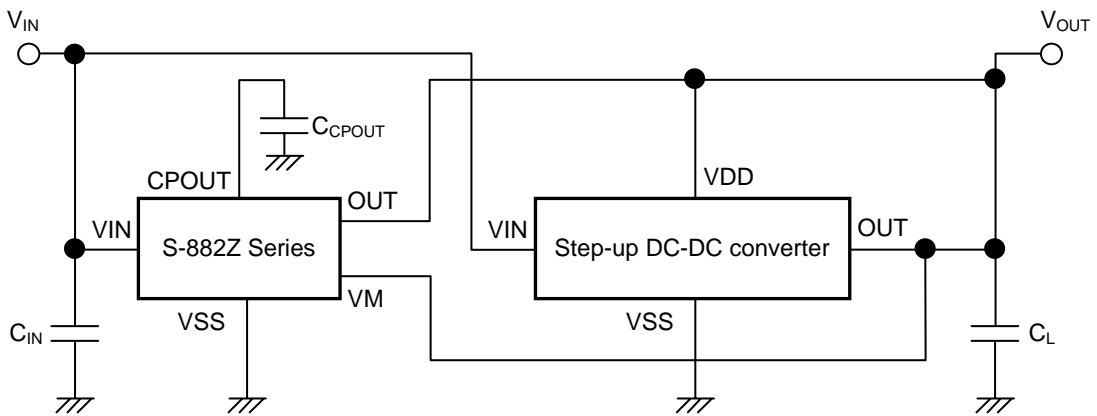 VIN
VOUT
CCPOUT
CPOUT
OUT
VDD
VIN
S-882Z Series
VIN
Step-up DC-DC converter
OUT
VM
VSS
VSS
CIN
CL